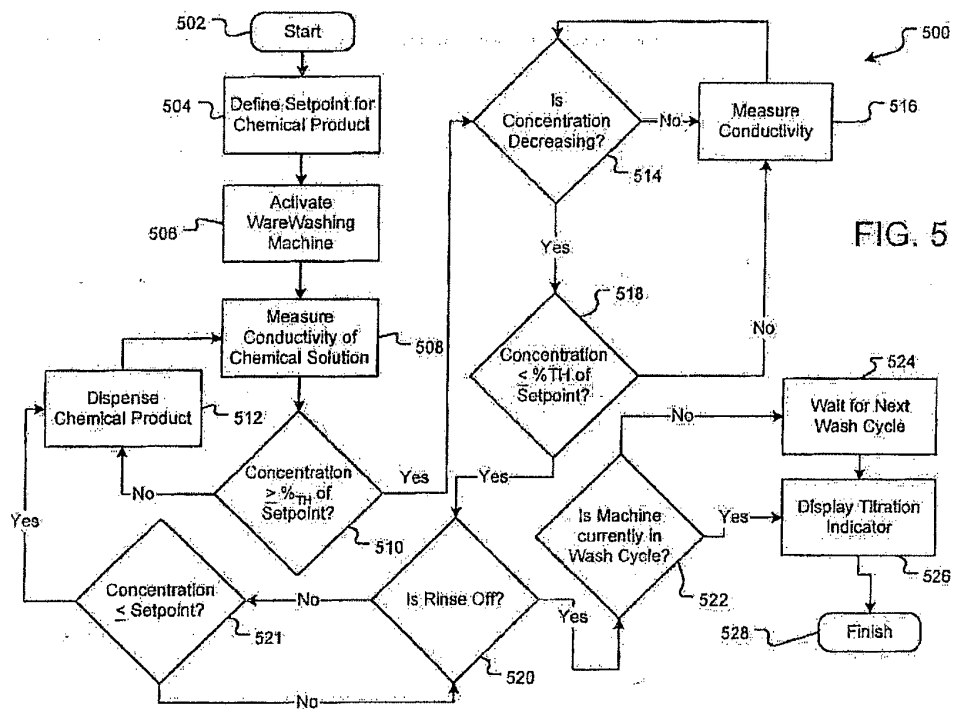 502
Start
500
504
Define Setpoint for
Chemical Product
Is
Concentration
Decreasing?
514
No
Measure
Conductivity
516
506
Activate
WareWashing
Machine
FIG. 5
Yes
518
508
Measure
Conductivity of
Chemical Solution
Concentration
≤ %TH of
Setpoint?
No
524
Wait for Next
Wash Cycle
Dispense
Chemical Product
512
No
Concentration
≥ %TH of
Setpoint?
510
Yes
Yes
No
Is Machine
currently in
Wash Cycle?
522
Yes
Display Titration
Indicator
526
Yes
Concentration
≤ Setpoint?
521
No
Is Rinse Off?
520
Yes
528
Finish
No